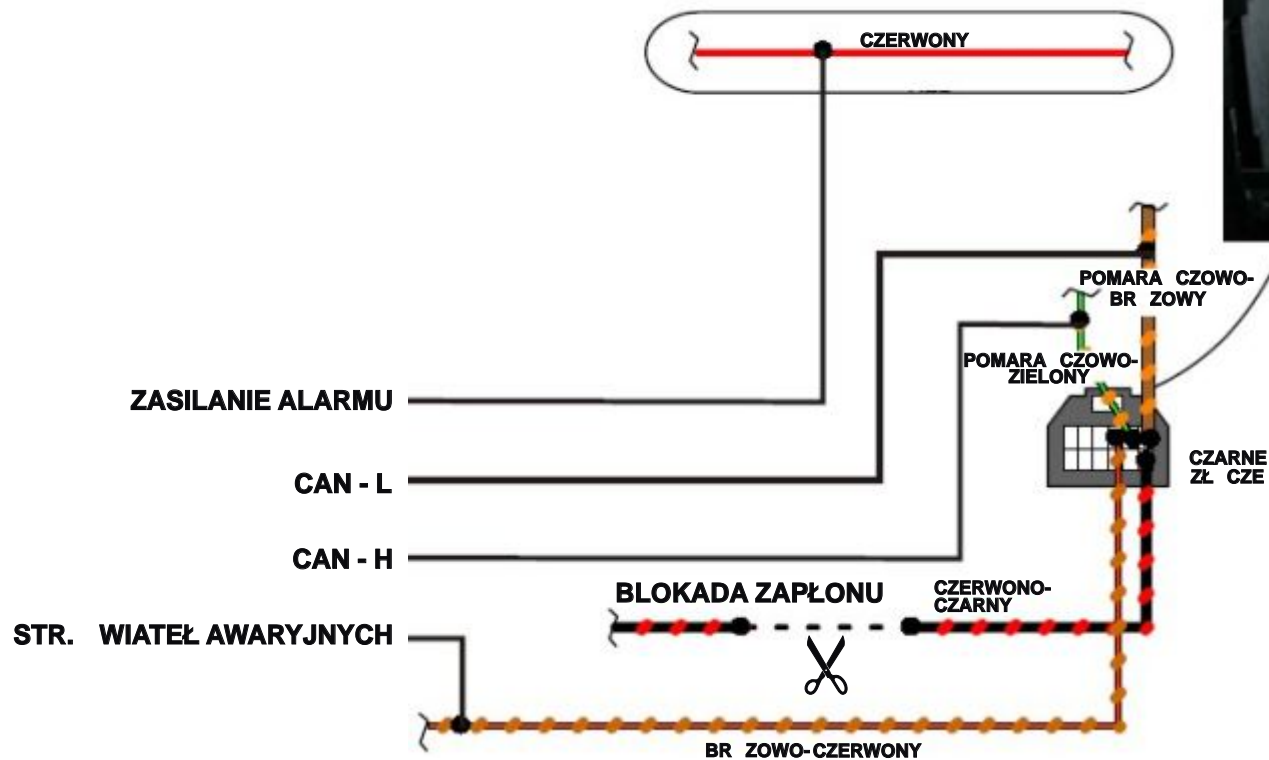 CZERWONY
POMARA CZOWO-
BR ZOWY
POMARA CZOWO-
ZIELONY
ZASILANIE ALARMU
CZARNE
ZŁ CZE
CAN - L
CAN - H
BLOKADA ZAPŁONU
CZERWONO-
CZARNY
STR. WIATEŁ AWARYJNYCH
BR ZOWO-CZERWONY